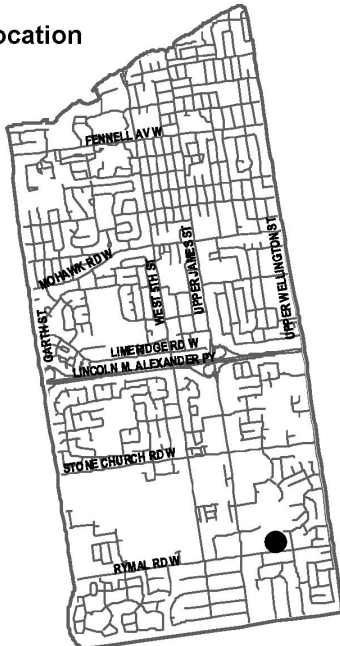 ocation
FENNELL AV W
MOHAWK RD W
GARTH ST
WEST 5TH ST
UPPER JAMES ST
UPPER WELLINGTON ST
LIMERIDGE RD W
LINCOLN M. ALEXANDER PY
STONE CHURCH RD W
RYMAL RD W